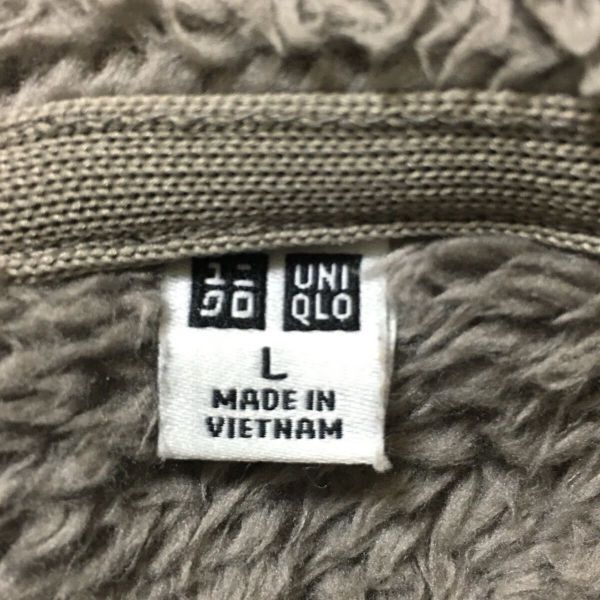 ユニ UNI
クロ QLO
L
MADE IN
VIETNAM